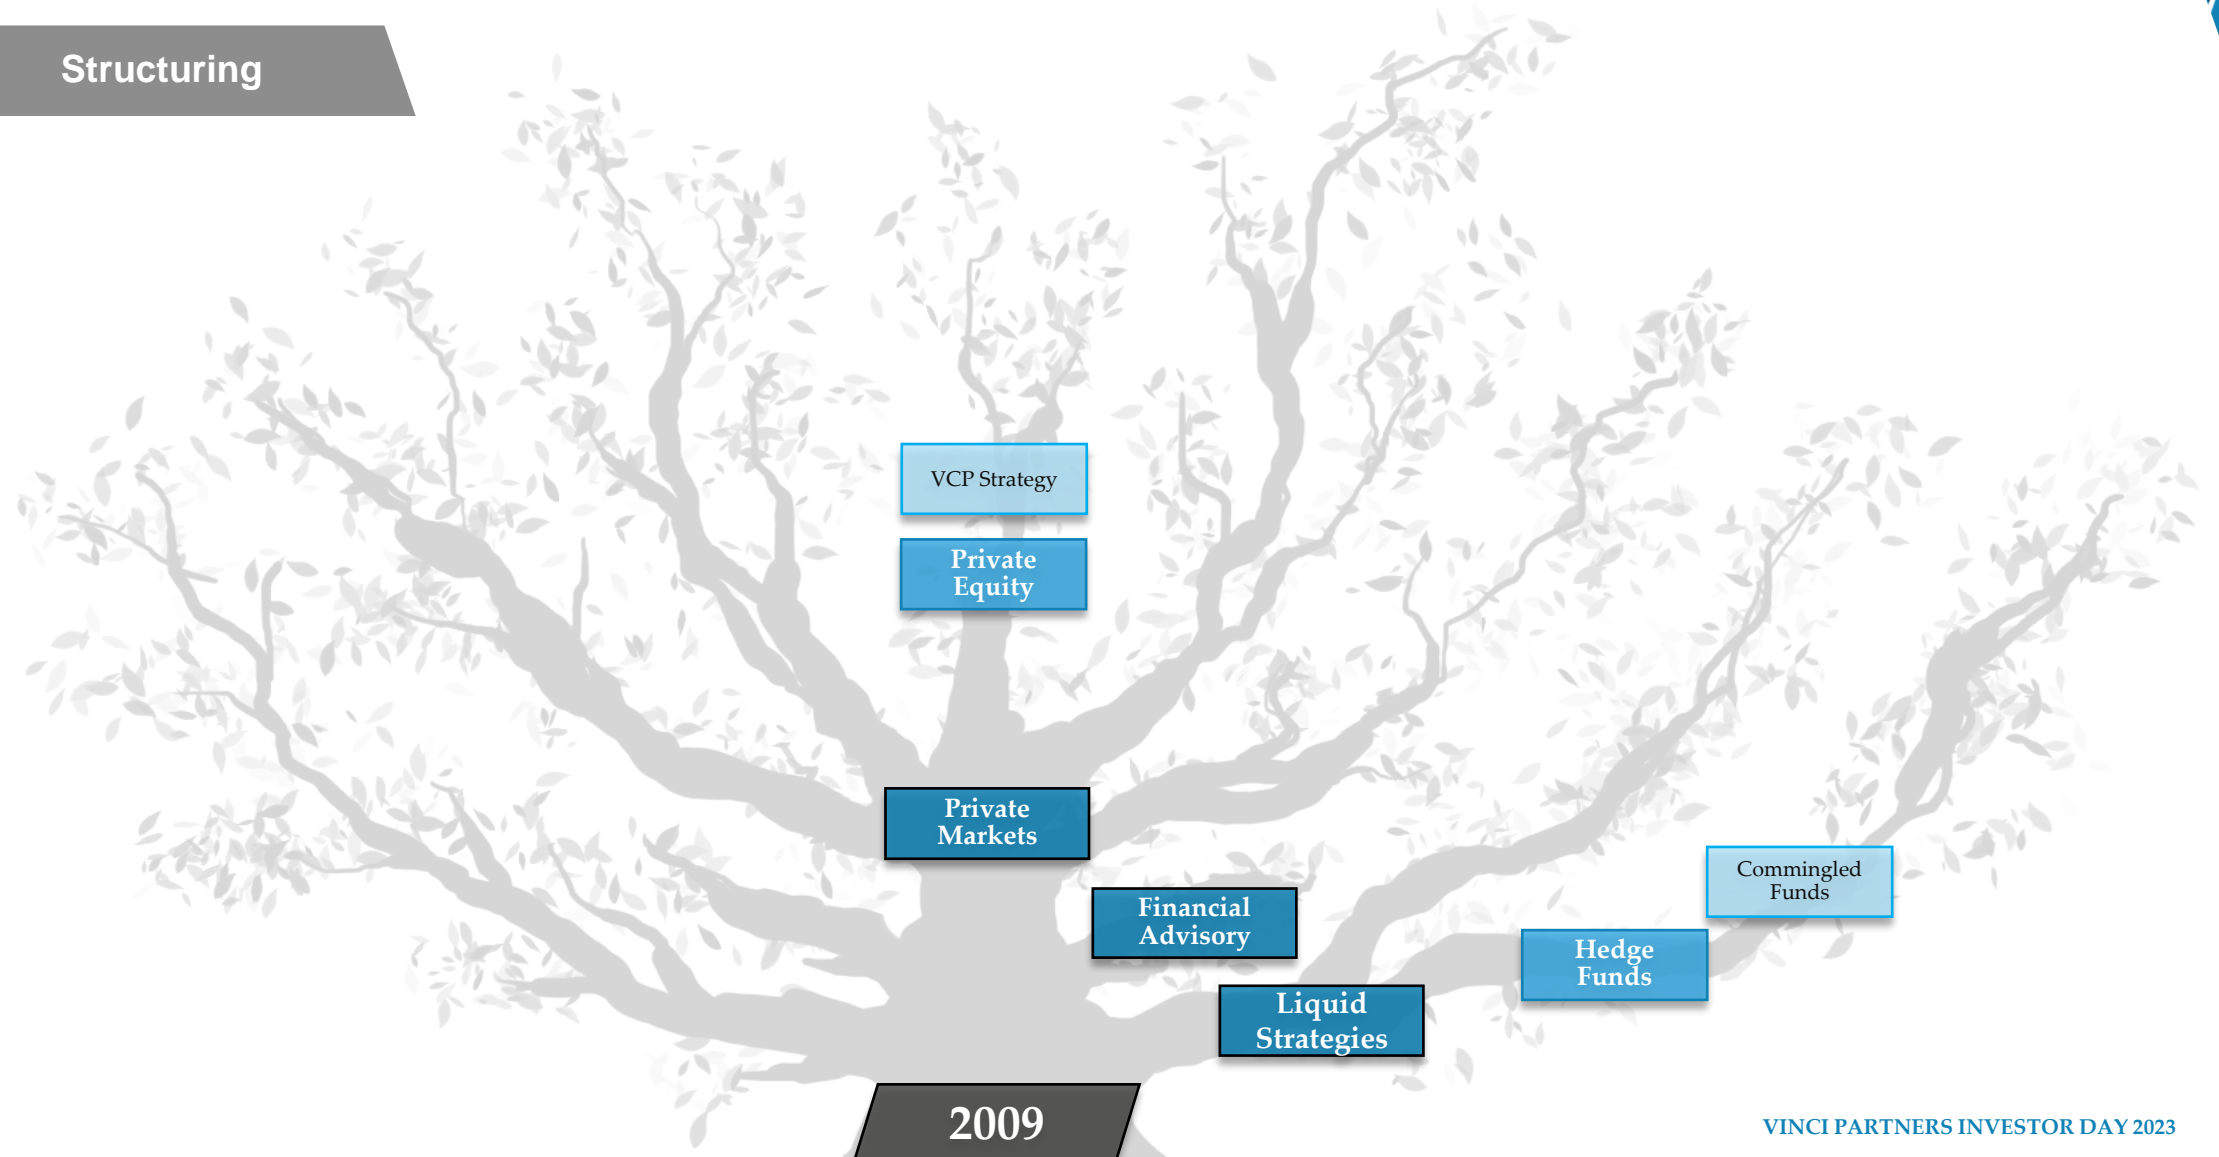 Structuring
VCP Strategy
Private
Equity
Private
Markets
Commingled
Funds
Financial
Advisory
Hedge
Funds
Liquid
Strategies
2009
VINCI PARTNERS INVESTOR DAY 2023